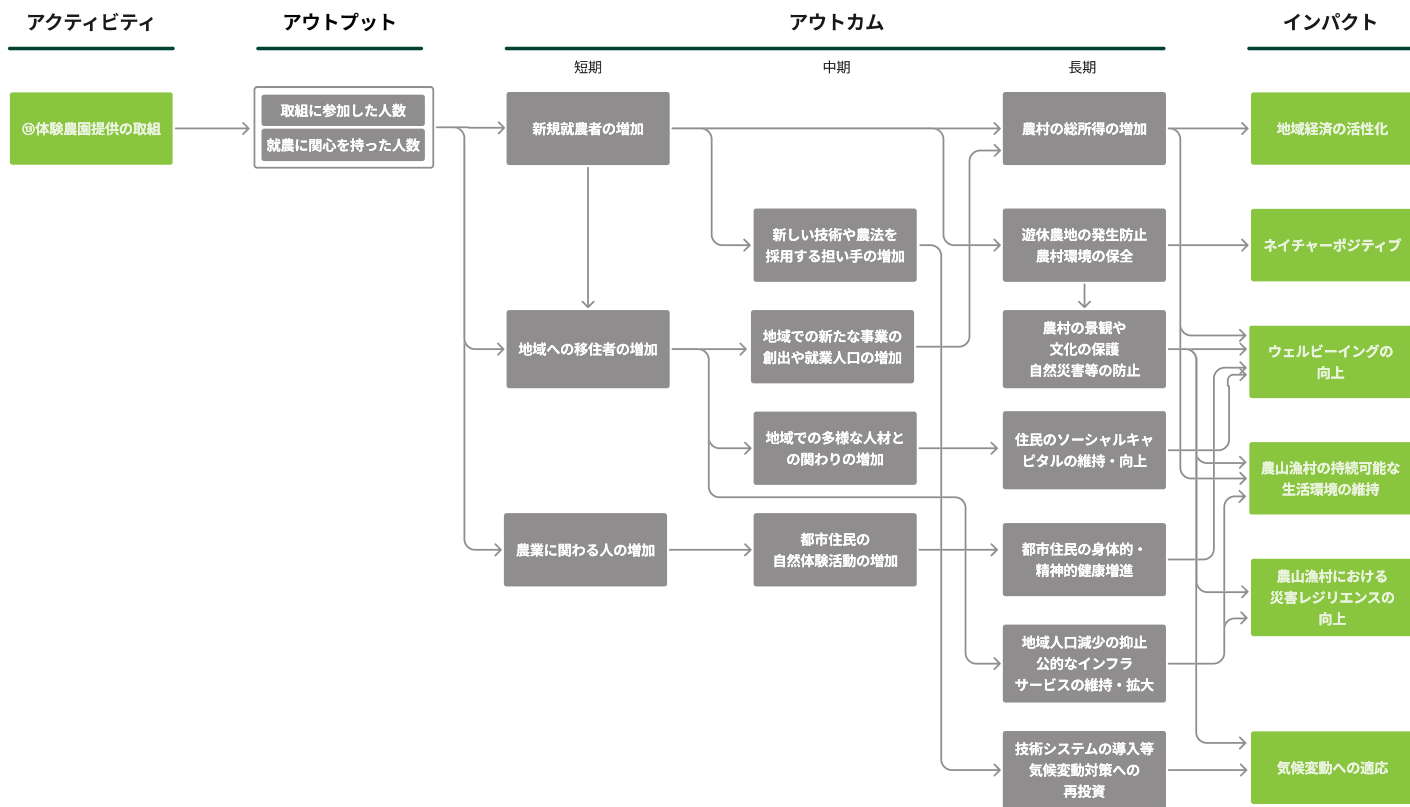 アクティビティ
アウトプット
アウトカム
インパクト
短期
中期
長期
⑲体験農園提供の取組
取組に参加した人数
就農に関心を持った人数
新規就農者の増加
農村の総所得の増加
地域経済の活性化
新しい技術や農法を
採用する担い手の増加
遊休農地の発生防止
農村環境の保全
ネイチャーポジティブ
地域への移住者の増加
地域での新たな事業の
創出や就業人口の増加
農村の景観や
文化の保護
自然災害等の防止
ウェルビーイングの
向上
地域での多様な人材と
の関わりの増加
住民のソーシャルキャ
ピタルの維持・向上
農山漁村の持続可能な
生活環境の維持
農業に関わる人の増加
都市住民の
自然体験活動の増加
都市住民の身体的・
精神的健康増進
農山漁村における
災害レジリエンスの
向上
地域人口減少の抑止
公的なインフラ
サービスの維持・拡大
技術システムの導入等
気候変動対策への
再投資
気候変動への適応